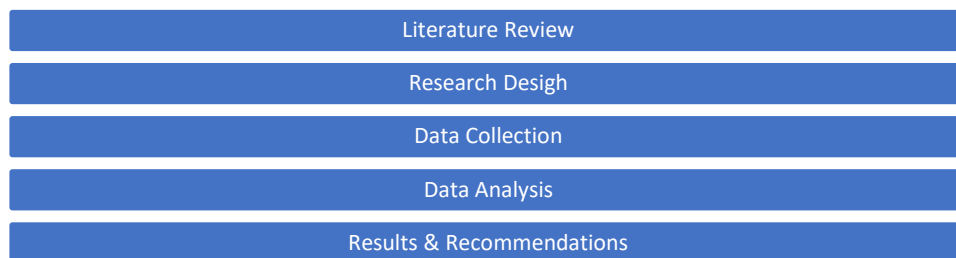 Literature Review
Research Desigh
Data Collection
Data Analysis
Results & Recommendations